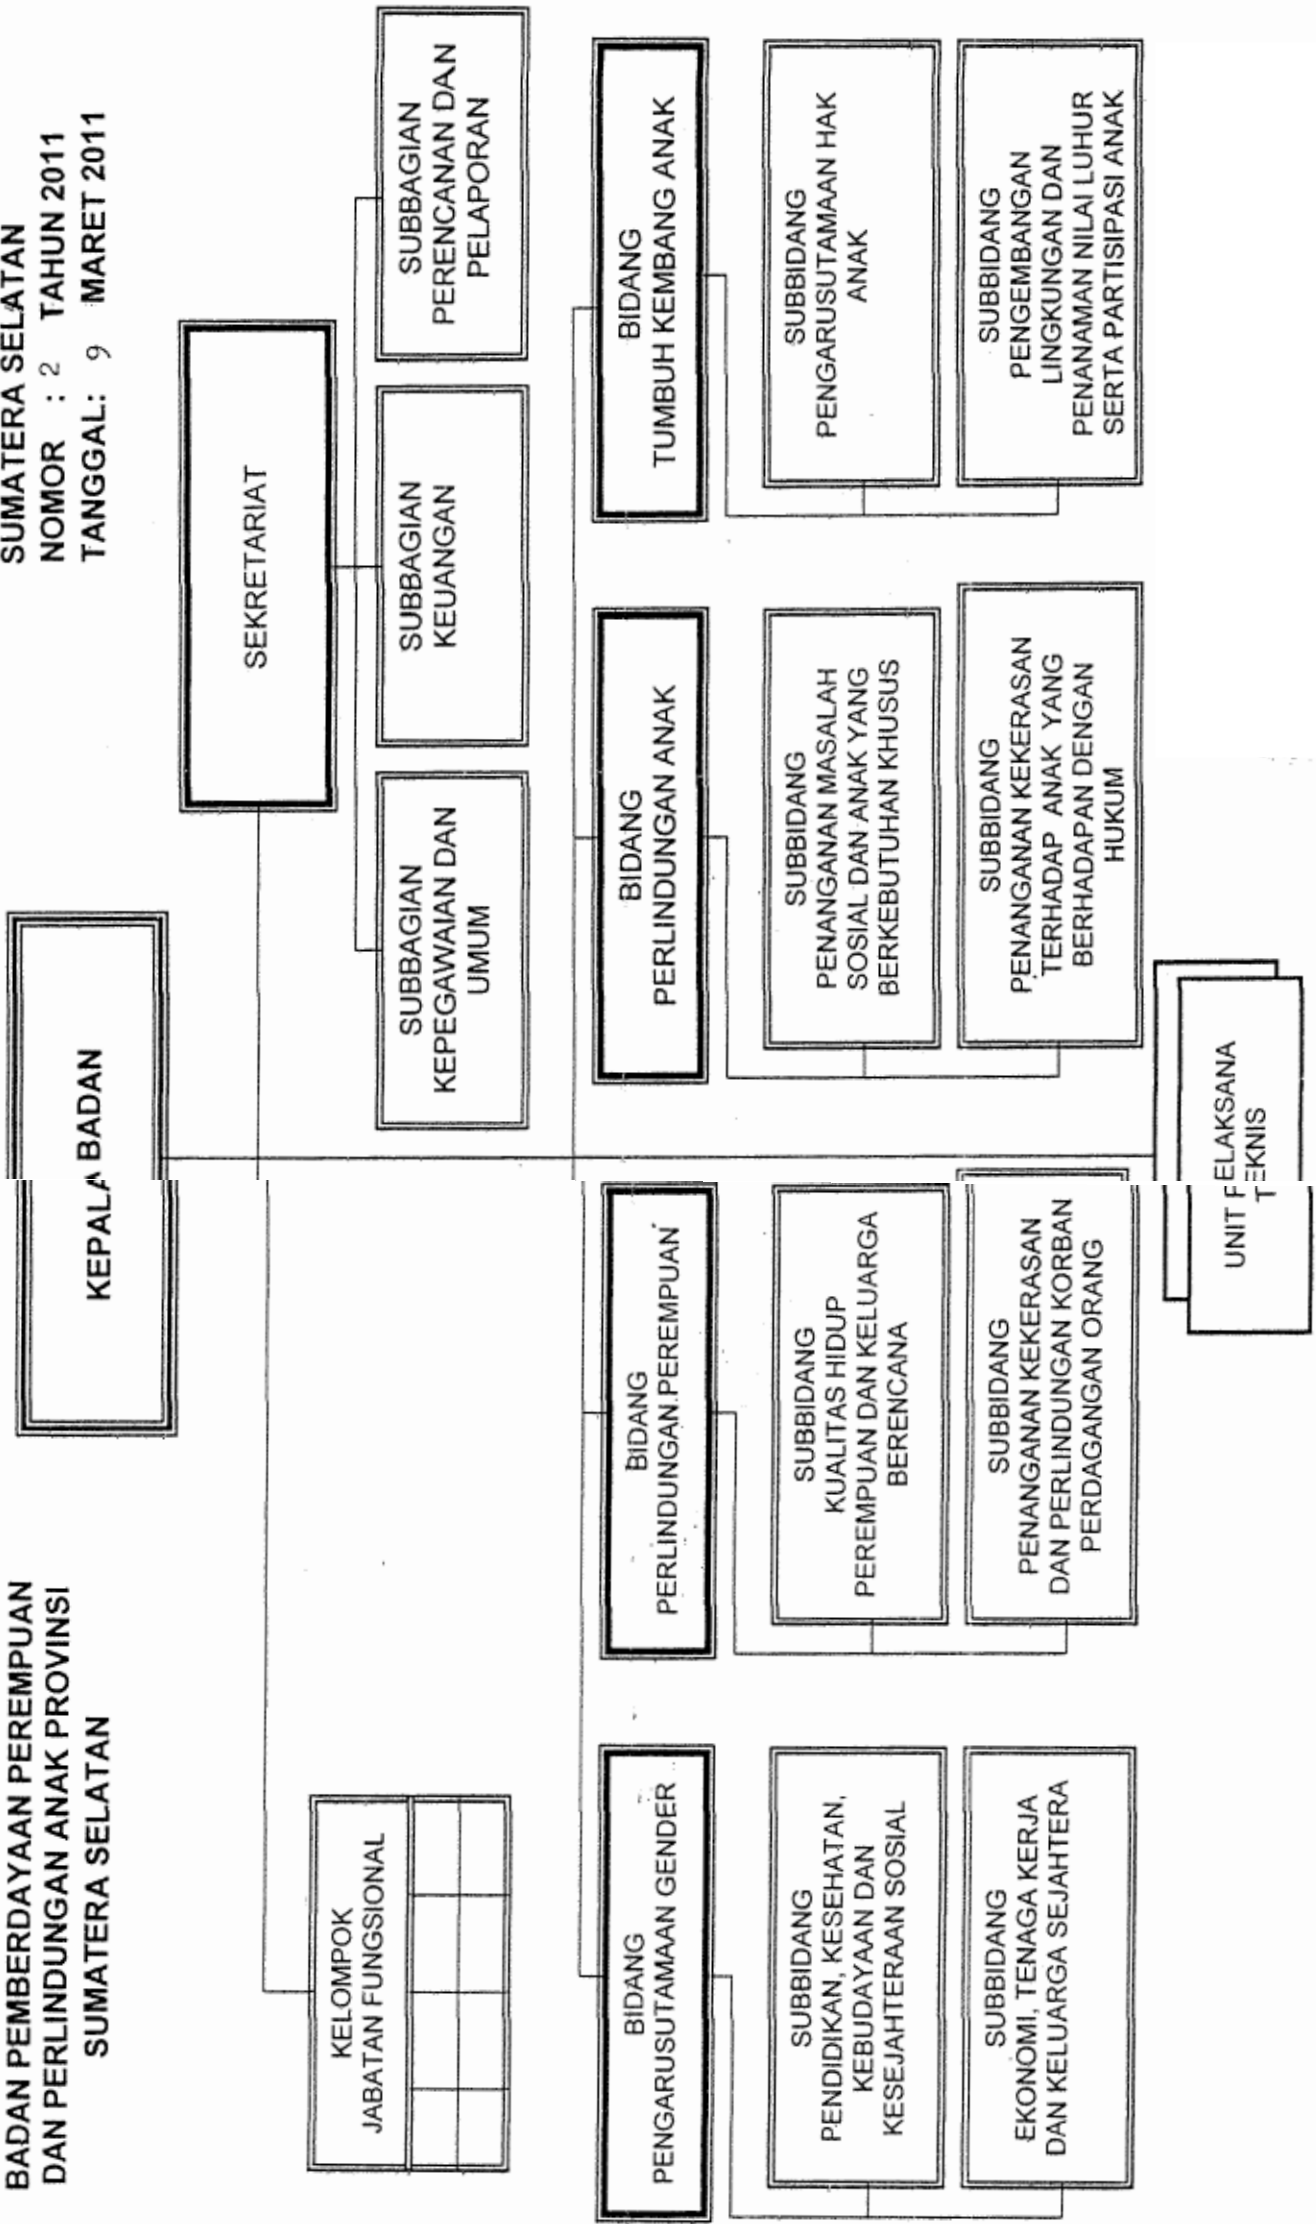 BADAN PEMBERDAYAAN PEREMPUAN
DAN PERLINDUNGAN ANAK PROVINSI
SUMATERA SELATAN
SUMATERA SELATAN
NOMOR : 2 TAHUN 2011
TANGGAL: 9 MARET 2011
KEPALA BADAN
SEKRETARIAT
KELOMPOK
JABATAN FUNGSIONAL
SUBBAGIAN
KEPEGAWAIAN DAN
UMUM
SUBBAGIAN
KEUANGAN
SUBBAGIAN
PERENCANAN DAN
PELAPORAN
BIDANG
PENGARUSUTAMAAN GENDER
BIDANG
PERLINDUNGAN PEREMPUAN
BIDANG
PERLINDUNGAN ANAK
BIDANG
TUMBUH KEMBANG ANAK
SUBBIDANG
PENDIDIKAN, KESEHATAN,
KEBUDAYAAN DAN
KESEJAHTERAAN SOSIAL
SUBBIDANG
KUALITAS HIDUP
PEREMPUAN DAN KELUARGA
BERENCANA
SUBBIDANG
PENANGANAN MASALAH
SOSIAL DAN ANAK YANG
BERKEBUTUHAN KHUSUS
SUBBIDANG
PENGARUSUTAMAAN HAK
ANAK
SUBBIDANG
EKONOMI, TENAGA KERJA
DAN KELUARGA SEJAHTERA
SUBBIDANG
PENANGANAN KEKERASAN
DAN PERLINDUNGAN KORBAN
PERDAGANGAN ORANG
SUBBIDANG
PENANGANAN KEKERASAN
TERHADAP ANAK YANG
BERHADAPAN DENGAN
HUKUM
SUBBIDANG
PENGEMBANGAN
LINGKUNGAN DAN
PENANAMAN NILAI LUHUR
SERTA PARTISIPASI ANAK
UNIT PELAKSANA
TEKNIS